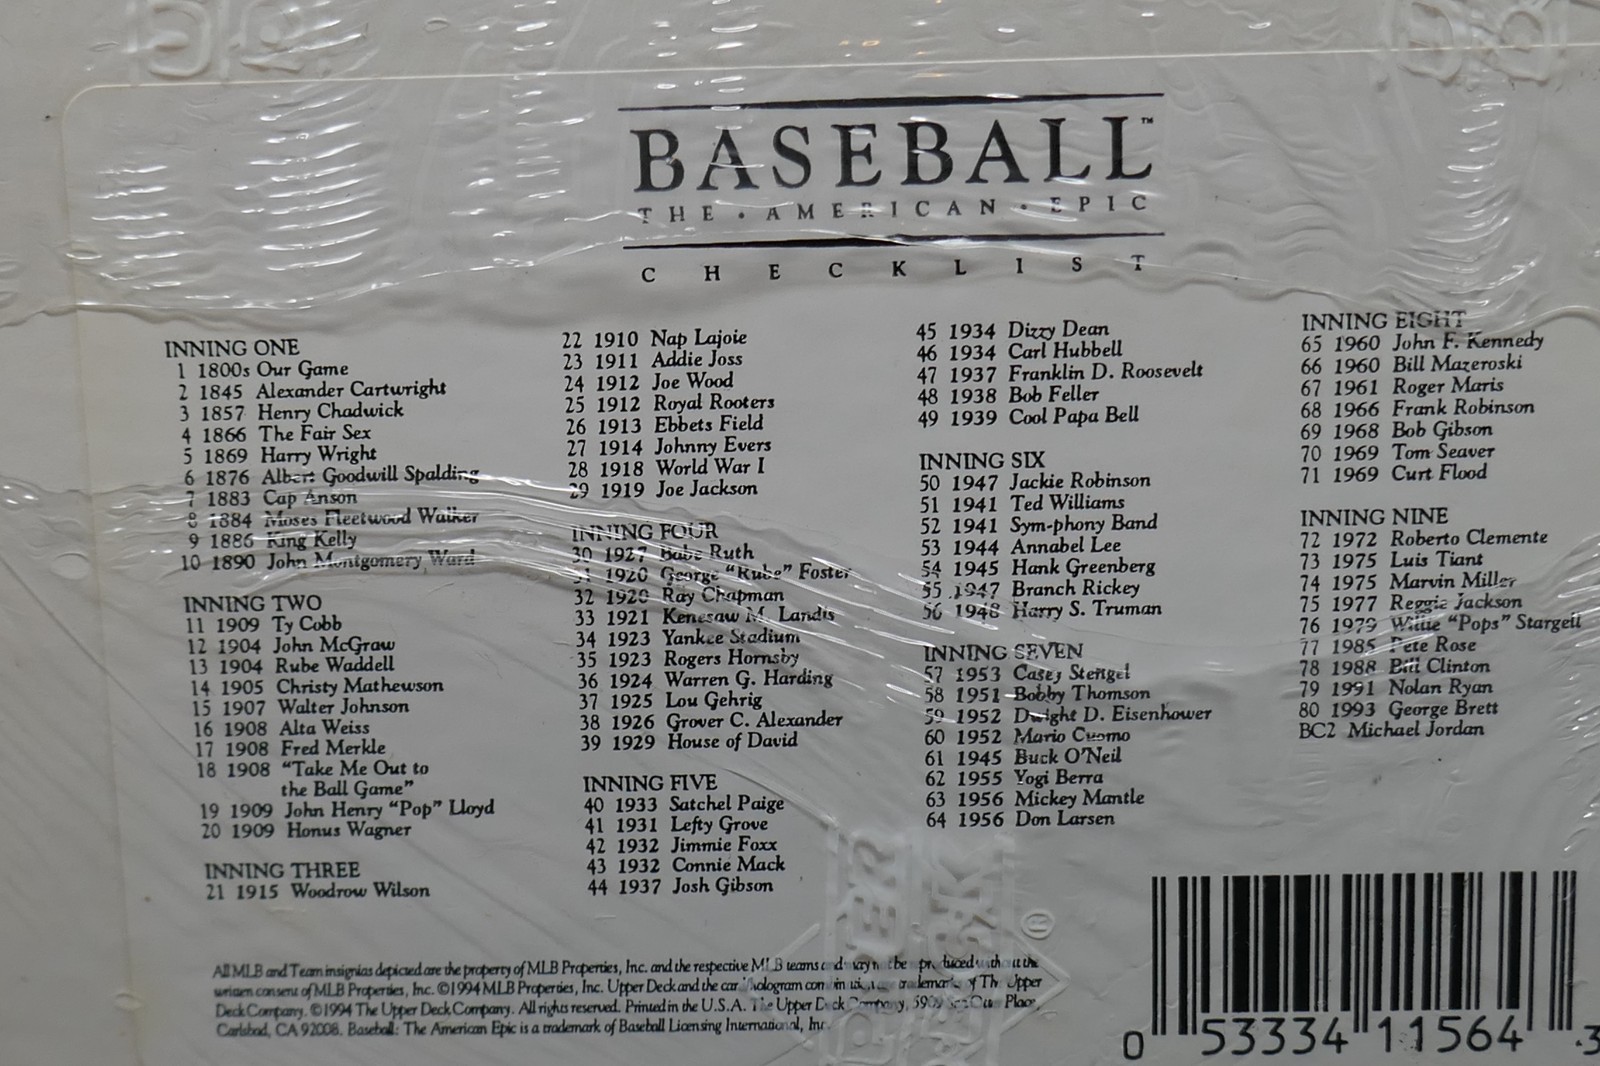 BASEBALL™
THE • AMERICAN • EPIC
CHECKLIST
INNING ONE
1 1800s Our Game
2 1845 Alexander Cartwright
3 1857 Henry Chadwick
4 1866 The Fair Sex
5 1869 Harry Wright
6 1876 Albert Goodwill Spalding
7 1883 Cap Anson
8 1884 Moses Fleetwood Walker
9 1886 King Kelly
10 1890 John Montgomery Ward
INNING TWO
11 1909 Ty Cobb
12 1904 John McGraw
13 1904 Rube Waddell
14 1905 Christy Mathewson
15 1907 Walter Johnson
16 1908 Alta Weiss
17 1908 Fred Merkle
18 1908 “Take Me Out to
the Ball Game”
19 1909 John Henry “Pop” Lloyd
20 1909 Honus Wagner
INNING THREE
21 1915 Woodrow Wilson
22 1910 Nap Lajoie
23 1911 Addie Joss
24 1912 Joe Wood
25 1912 Royal Rooters
26 1913 Ebbets Field
27 1914 Johnny Evers
28 1918 World War I
29 1919 Joe Jackson
INNING FOUR
30 1927 Babe Ruth
31 1920 George “Rube” Foster
32 1920 Ray Chapman
33 1921 Kenesaw M. Landis
34 1923 Yankee Stadium
35 1923 Rogers Hornsby
36 1924 Warren G. Harding
37 1925 Lou Gehrig
38 1926 Grover C. Alexander
39 1929 House of David
INNING FIVE
40 1933 Satchel Paige
41 1931 Lefty Grove
42 1932 Jimmie Foxx
43 1932 Connie Mack
44 1937 Josh Gibson
45 1934 Dizzy Dean
46 1934 Carl Hubbell
47 1937 Franklin D. Roosevelt
48 1938 Bob Feller
49 1939 Cool Papa Bell
INNING SIX
50 1947 Jackie Robinson
51 1941 Ted Williams
52 1941 Sym-phony Band
53 1944 Annabel Lee
54 1945 Hank Greenberg
55 1947 Branch Rickey
56 1948 Harry S. Truman
INNING SEVEN
57 1953 Casey Stengel
58 1951 Bobby Thomson
59 1952 Dwight D. Eisenhower
60 1952 Mario Cuomo
61 1945 Buck O’Neil
62 1955 Yogi Berra
63 1956 Mickey Mantle
64 1956 Don Larsen
INNING EIGHT
65 1960 John F. Kennedy
66 1960 Bill Mazeroski
67 1961 Roger Maris
68 1966 Frank Robinson
69 1968 Bob Gibson
70 1969 Tom Seaver
71 1969 Curt Flood
INNING NINE
72 1972 Roberto Clemente
73 1975 Luis Tiant
74 1975 Marvin Miller
75 1977 Reggie Jackson
76 1979 Willie “Pops” Stargell
77 1985 Pete Rose
78 1988 Bill Clinton
79 1991 Nolan Ryan
80 1993 George Brett
BC2 Michael Jordan
All MLB and Team insignias depicted are the property of MLB Properties, Inc. and the respective MLB teams and may not be produced without the
written consent of MLB Properties, Inc. ©1994 MLB Properties, Inc. Upper Deck and the card/hologram trademarks of The Upper
Deck Company. ©1994 The Upper Deck Company. All rights reserved. Printed in the U.S.A. The Upper Deck Company, 5909 Sea Otter Place,
Carlsbad, CA 92008. Baseball: The American Epic is a trademark of Baseball Licensing International, Inc.
0 53334 11564 3